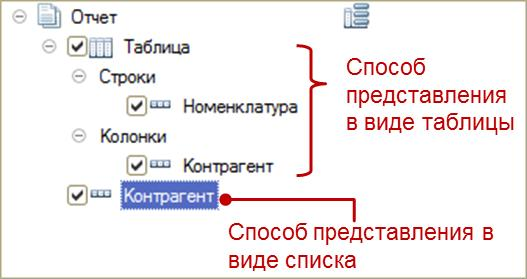 Отчет
Таблица
Строки
Номенклатура
Колонки
Контрагент
Контрагент
Способ
представления
в виде таблицы
Способ представления в
виде списка